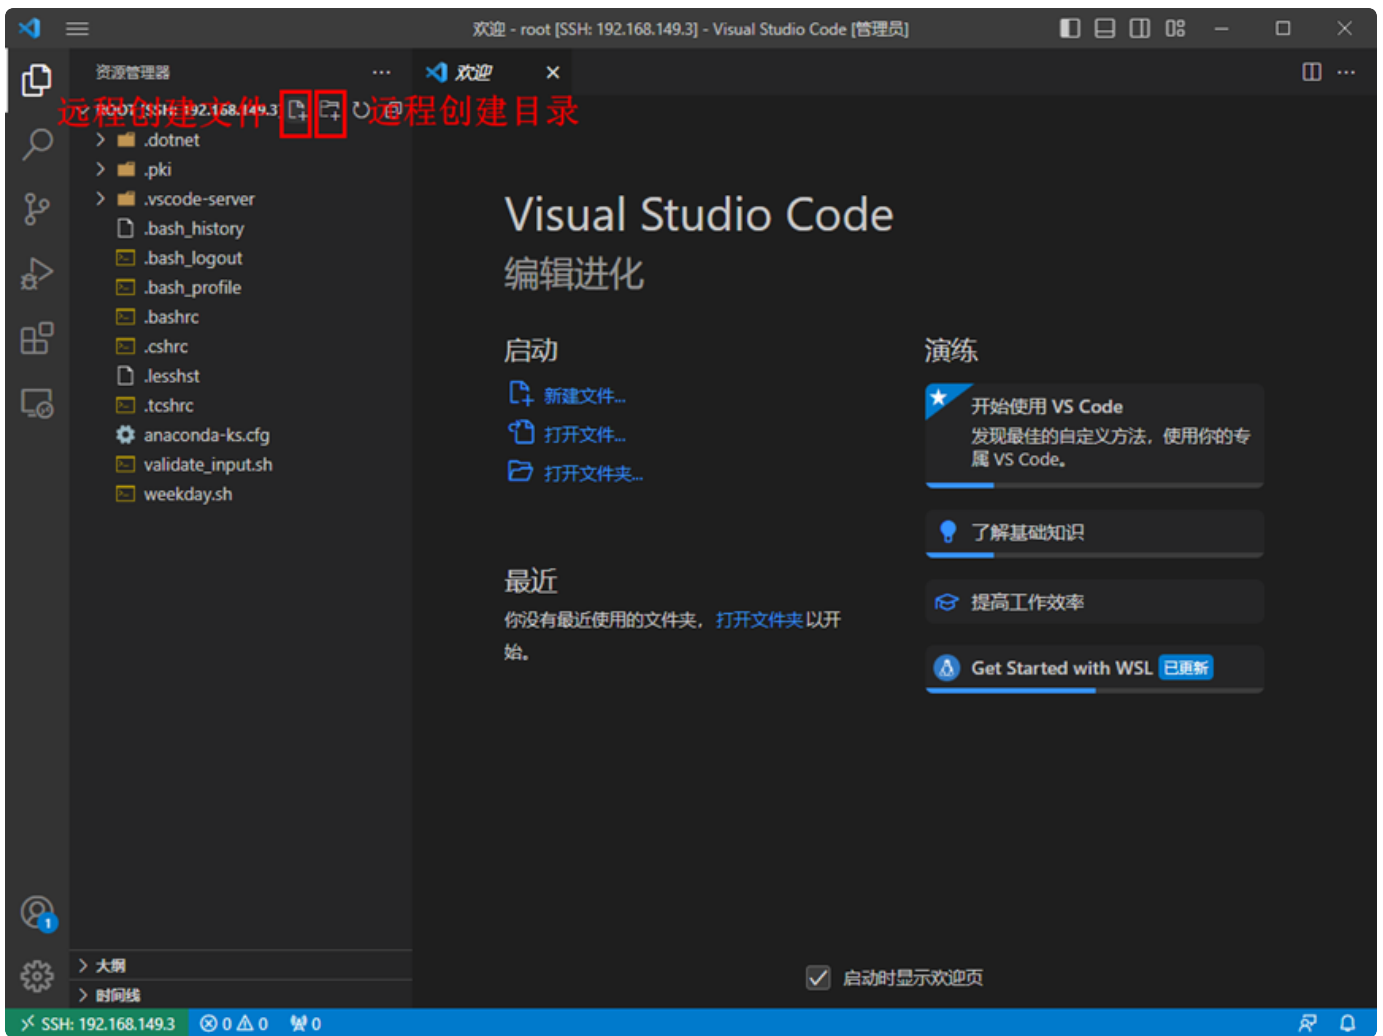 欢迎 - root [SSH: 192.168.149.3] - Visual Studio Code [管理员]
资源管理器
欢迎
远程创建文件
ROOT [SSH: 192.168.149.3]
远程创建目录
.dotnet
.pki
.vscode-server
.bash_history
.bash_logout
.bash_profile
.bashrc
.cshrc
.lesshst
.tcshrc
anaconda-ks.cfg
validate_input.sh
weekday.sh
大纲
时间线
Visual Studio Code
编辑进化
启动
新建文件...
打开文件...
打开文件夹...
最近
你没有最近使用的文件夹，打开文件夹以开
始。
演练
开始使用 VS Code
发现最佳的自定义方法，使用你的专
属 VS Code。
了解基础知识
提高工作效率
Get Started with WSL 已更新
启动时显示欢迎页
1
SSH: 192.168.149.3 0 0 0